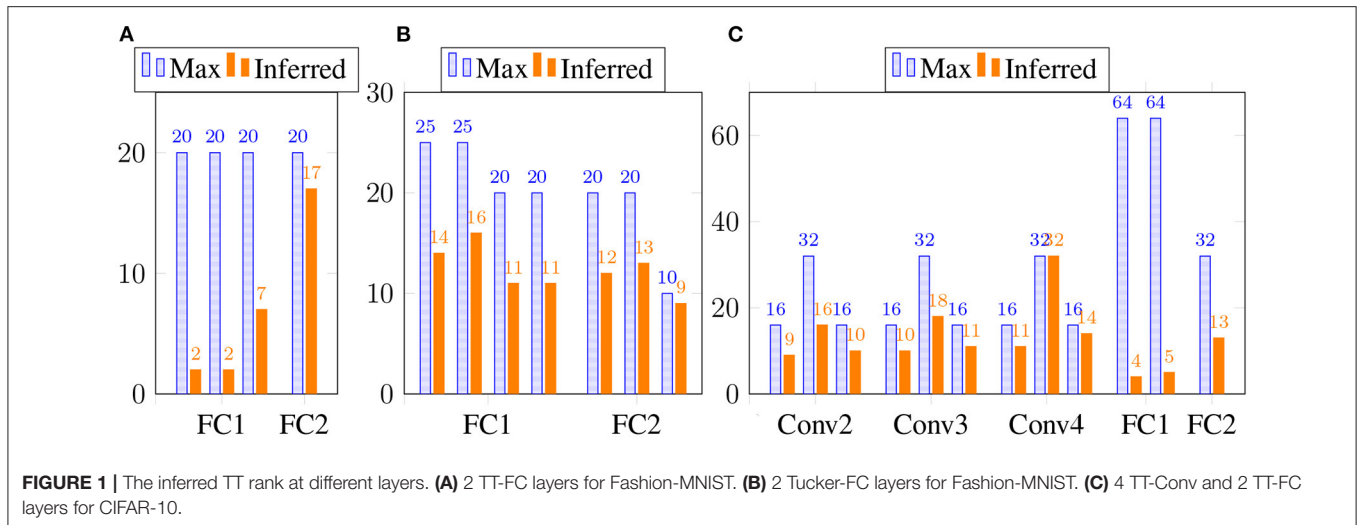 A
B
C
Max Inferred
Max Inferred
Max Inferred
20
10
0
20 20 20 20
2 2 7 17
FC1 FC2
30
20
10
0
25 25 20 20 20 20 10
14 16 11 11 12 13 9
FC1 FC2
60
40
20
0
16 32 16 16 32 16 16 32 16 64 64 32
9 16 10 10 18 11 11 32 14 4 5 13
Conv2 Conv3 Conv4 FC1 FC2
FIGURE 1 | The inferred TT rank at different layers. (A) 2 TT-FC layers for Fashion-MNIST. (B) 2 Tucker-FC layers for Fashion-MNIST. (C) 4 TT-Conv and 2 TT-FC
layers for CIFAR-10.